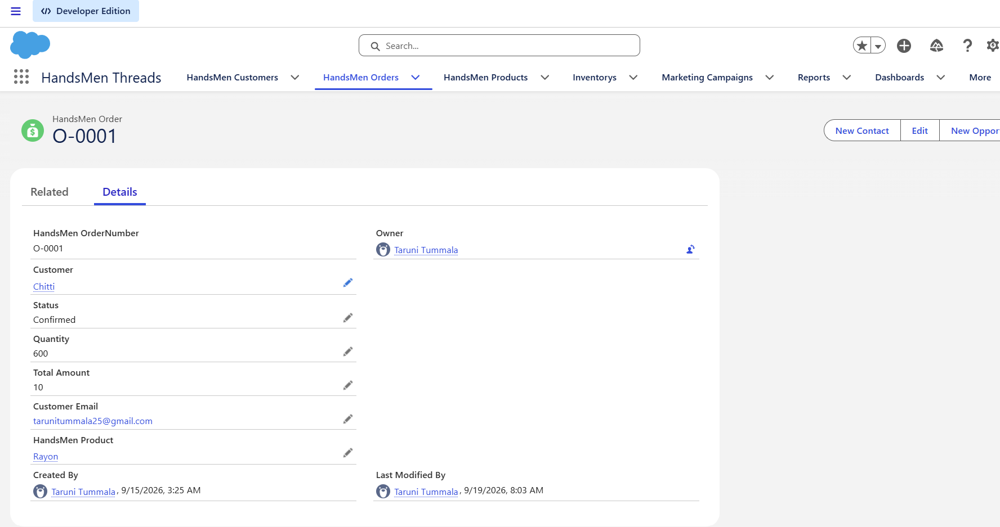 </> Developer Edition
Search...
HandsMen Threads
HandsMen Customers
HandsMen Orders
HandsMen Products
Inventorys
Marketing Campaigns
Reports
Dashboards
More
HandsMen Order
O-0001
New Contact
Edit
New Oppor
Related
Details
HandsMen OrderNumber
O-0001
Owner
Taruni Tummala
Customer
Chitti
Status
Confirmed
Quantity
600
Total Amount
10
Customer Email
tarunitummala25@gmail.com
HandsMen Product
Rayon
Created By
Taruni Tummala, 9/15/2026, 3:25 AM
Last Modified By
Taruni Tummala, 9/19/2026, 8:03 AM